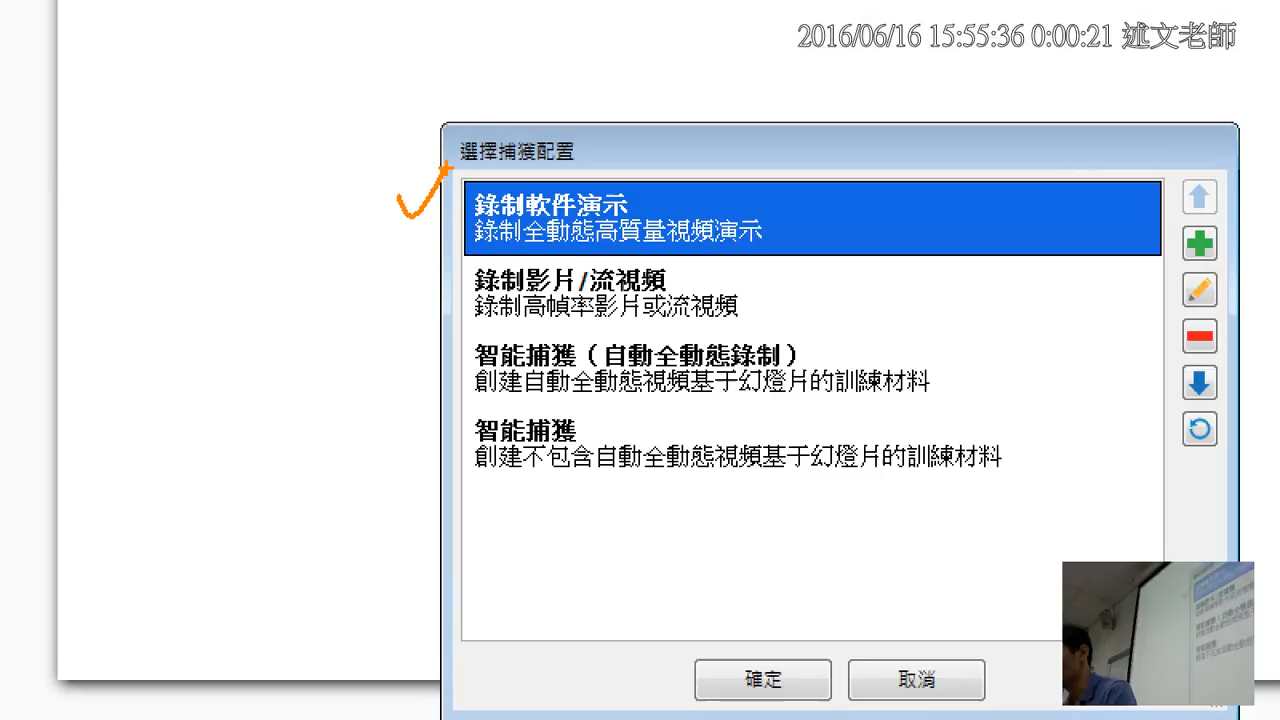 2016/06/16 15:55:36 0:00:21 述文老師
選擇捕獲配置
錄制軟件演示
錄制全動態高質量視頻演示
錄制影片/流視頻
錄制高幀率影片或流視頻
智能捕獲（自動全動態錄制）
創建自動全動態視頻基于幻燈片的訓練材料
智能捕獲
創建不包含自動全動態視頻基于幻燈片的訓練材料
確定
取消